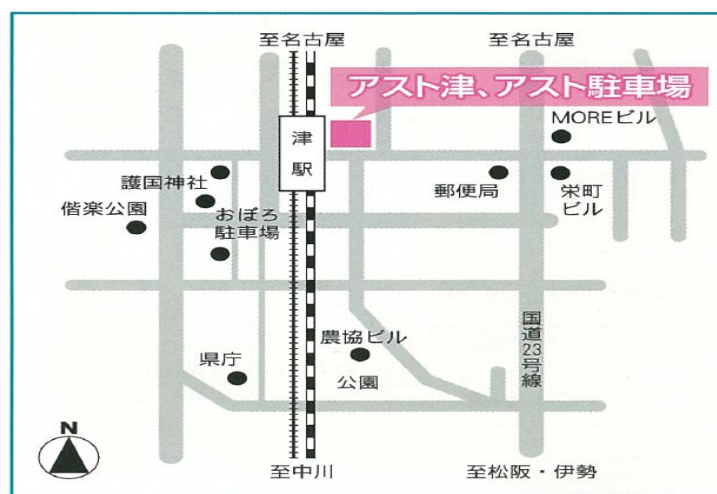 至名古屋
至名古屋
アスト津、アスト駐車場
MOREビル
津駅
護国神社
郵便局
栄町
ビル
偕楽公園
おぼろ
駐車場
国道23号線
農協ビル
県庁
公園
N
至中川
至松阪・伊勢